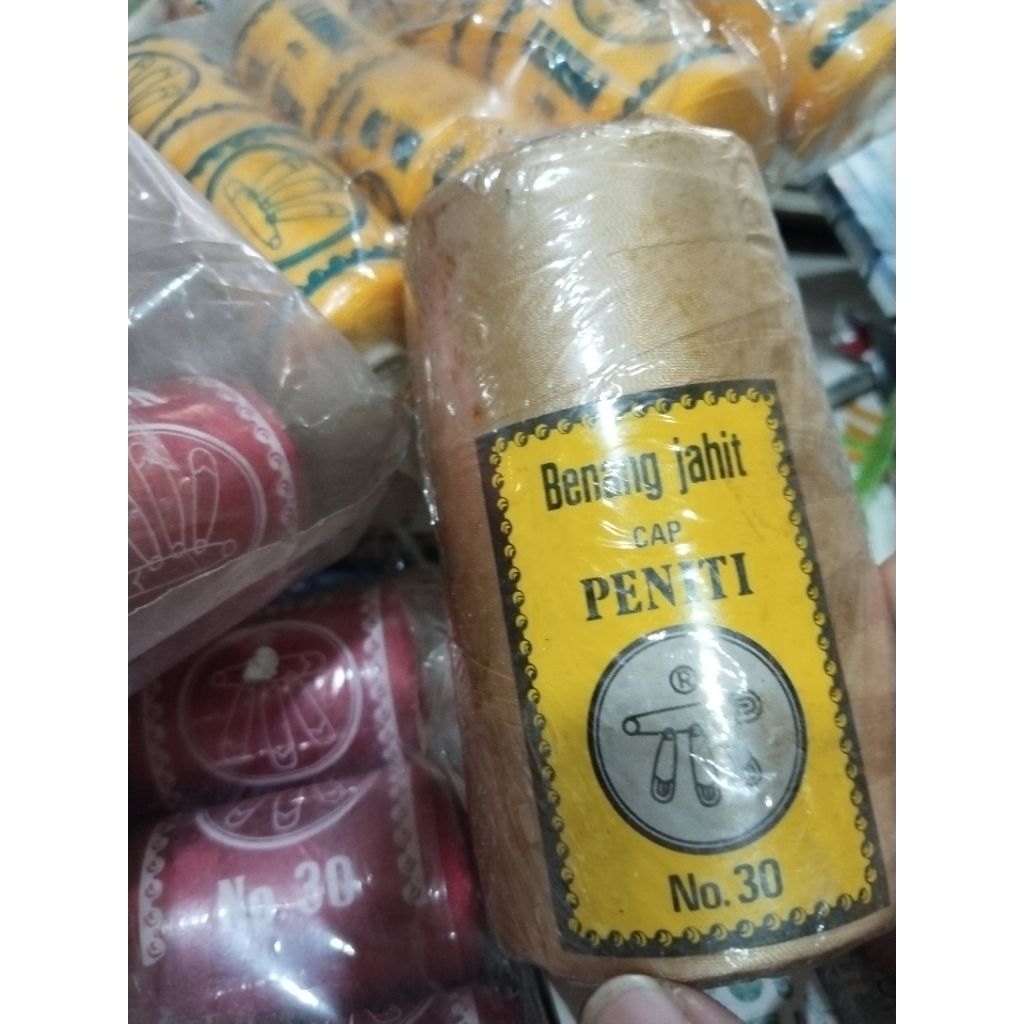 Benang jahit
CAP
PENITI
®
No. 30
No. 30